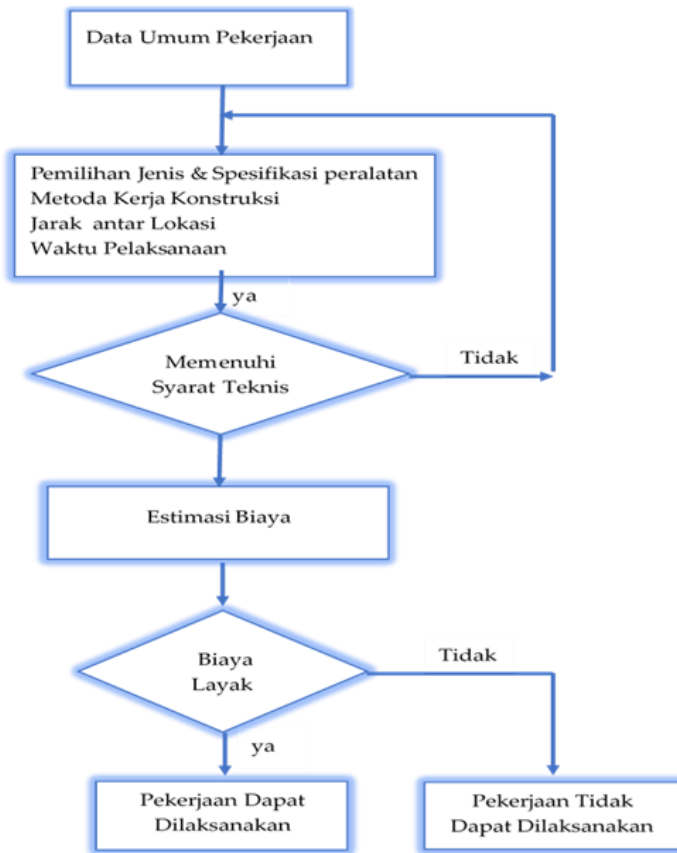 Data Umum Pekerjaan
Pemilihan Jenis & Spesifikasi peralatan
Metoda Kerja Konstruksi
Jarak antar Lokasi
Waktu Pelaksanaan
ya
Memenuhi
Syarat Teknis
Tidak
Estimasi Biaya
Biaya
Layak
Tidak
ya
Pekerjaan Dapat
Dilaksanakan
Pekerjaan Tidak
Dapat Dilaksanakan